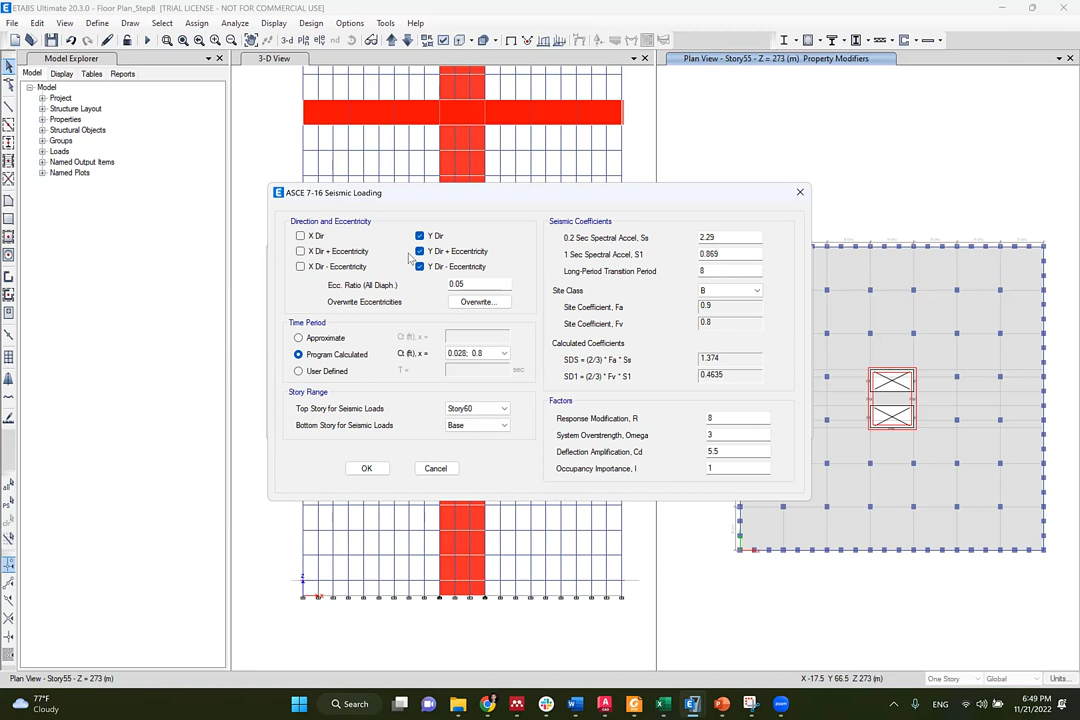 ETABS Ultimate 20.3.0 - Floor Plan_Step8 [TRIAL LICENSE - NOT FOR COMMERCIAL USE]
File Edit View Define Draw Select Assign Analyze Display Design Options Tools Help
3-d
Model Explorer
3-D View
Plan View - Story55 - Z = 273 (m) Property Modifiers
Model Display Tables Reports
Model
Project
Structure Layout
Properties
Structural Objects
Groups
Loads
Named Output Items
Named Plots
ASCE 7-16 Seismic Loading
Direction and Eccentricity
X Dir
Y Dir
X Dir + Eccentricity
Y Dir + Eccentricity
X Dir - Eccentricity
Y Dir - Eccentricity
Ecc. Ratio (All Diaph.)
0.05
Overwrite Eccentricities
Overwrite...
Time Period
Approximate
Ct (ft), x =
Program Calculated
Ct (ft), x =
0.028; 0.8
User Defined
T =
sec
Story Range
Top Story for Seismic Loads
Story60
Bottom Story for Seismic Loads
Base
OK
Cancel
Seismic Coefficients
0.2 Sec Spectral Accel, Ss
2.29
1 Sec Spectral Accel, S1
0.869
Long-Period Transition Period
8
Site Class
B
Site Coefficient, Fa
0.9
Site Coefficient, Fv
0.8
Calculated Coefficients
SDS = (2/3) * Fa * Ss
1.374
SD1 = (2/3) * Fv * S1
0.4635
Factors
Response Modification, R
8
System Overstrength, Omega
3
Deflection Amplification, Cd
5.5
Occupancy Importance, I
1
Plan View - Story55 - Z = 273 (m)
X -17.5 Y 66.5 Z 273 (m)
One Story
Global
Units...
77°F
Cloudy
Search
ENG
6:49 PM
11/21/2022